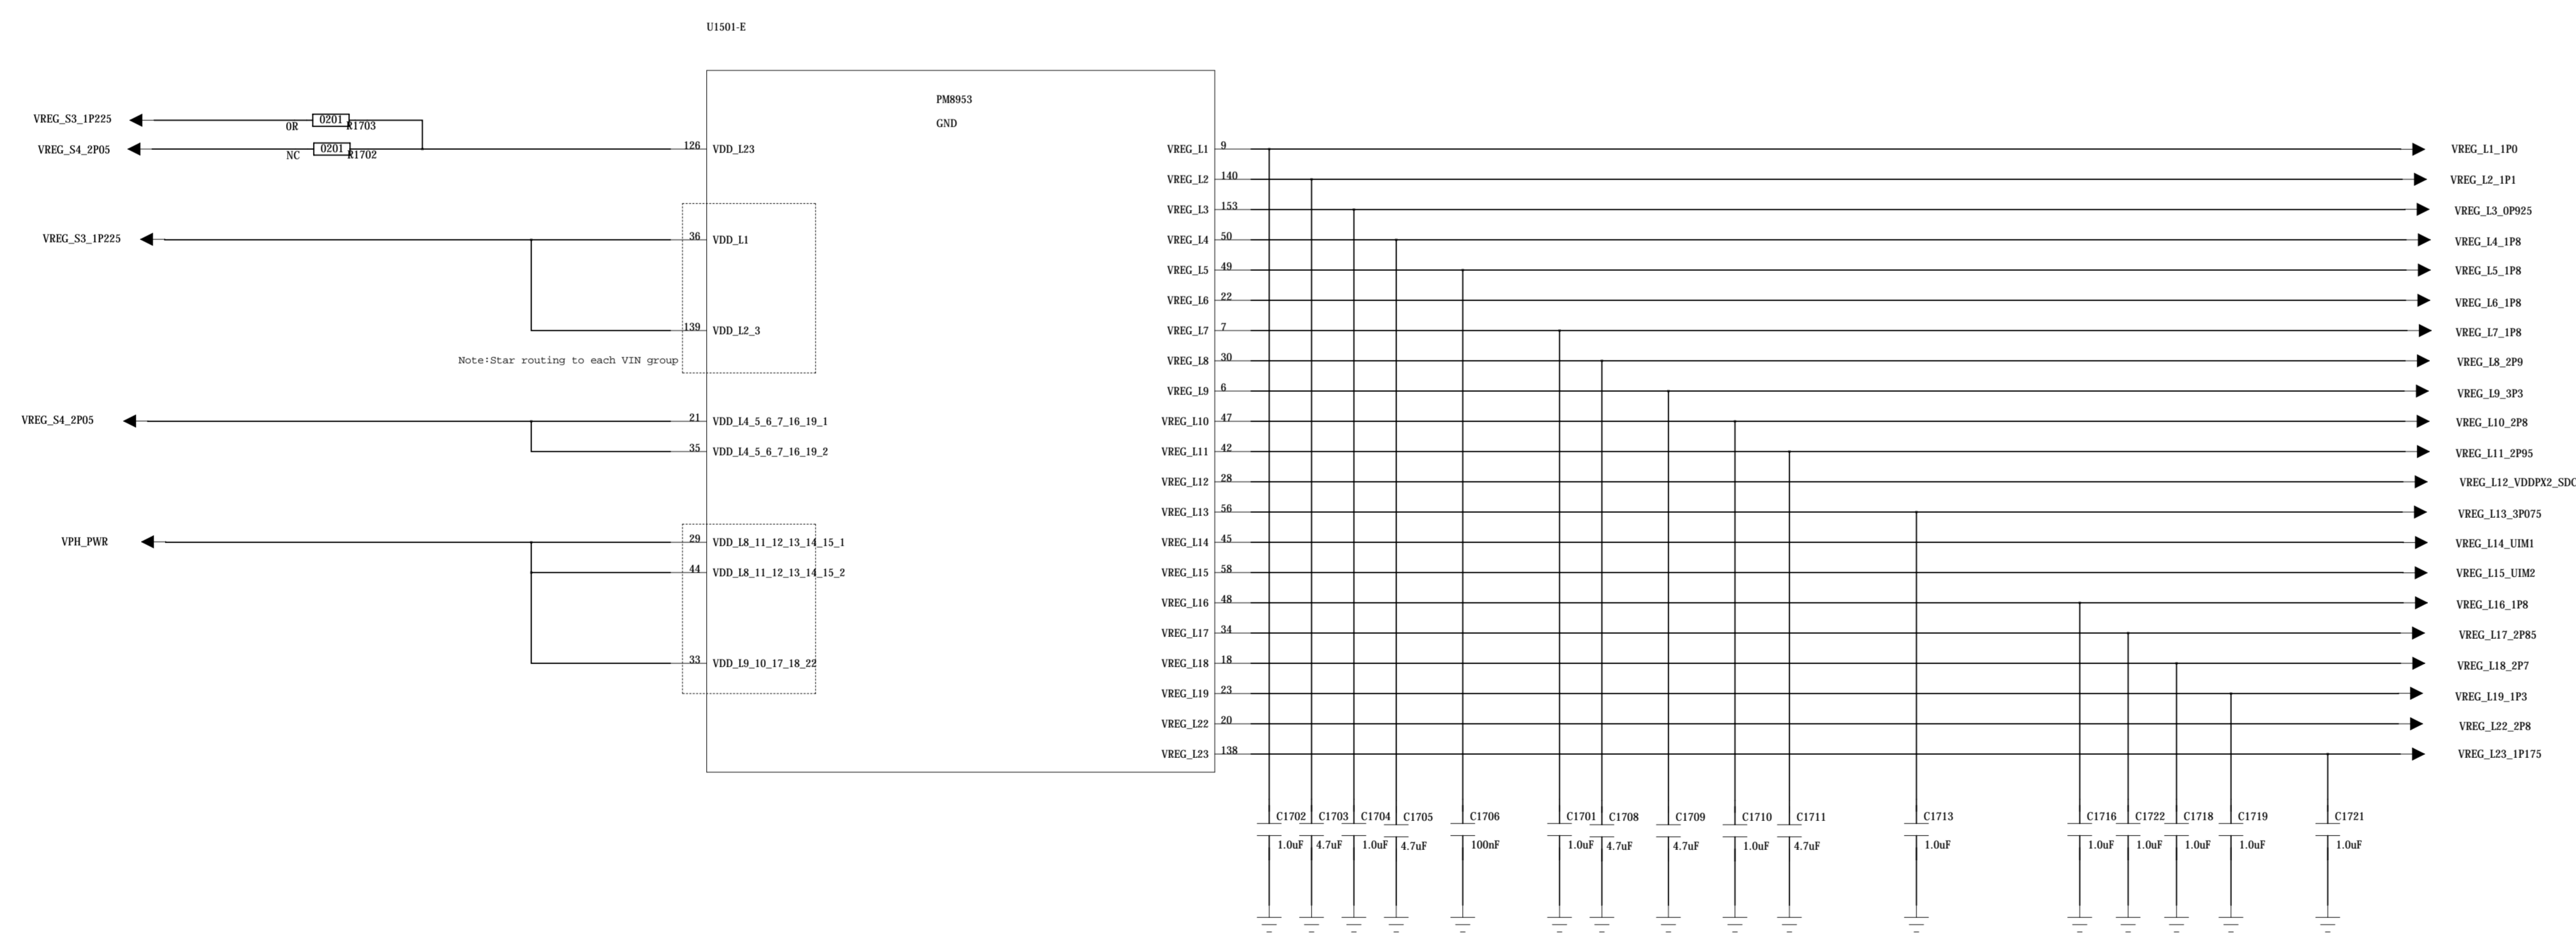 U1501-E
PM8953
GND
VREG_S3_1P225
0R
0201
R1703
VREG_S4_2P05
NC
0201
R1702
126 VDD_L23
VREG_S3_1P225
36 VDD_L1
139 VDD_L2_3
Note:Star routing to each VIN group
VREG_S4_2P05
21 VDD_L4_5_6_7_16_19_1
35 VDD_L4_5_6_7_16_19_2
VPH_PWR
29 VDD_L8_11_12_13_14_15_1
44 VDD_L8_11_12_13_14_15_2
33 VDD_L9_10_17_18_22
VREG_L1 9 VREG_L1_1P0
VREG_L2 140 VREG_L2_1P1
VREG_L3 153 VREG_L3_0P925
VREG_L4 50 VREG_L4_1P8
VREG_L5 49 VREG_L5_1P8
VREG_L6 22 VREG_L6_1P8
VREG_L7 7 VREG_L7_1P8
VREG_L8 30 VREG_L8_2P9
VREG_L9 6 VREG_L9_3P3
VREG_L10 47 VREG_L10_2P8
VREG_L11 42 VREG_L11_2P95
VREG_L12 28 VREG_L12_VDDPX2_SDC
VREG_L13 56 VREG_L13_3P075
VREG_L14 45 VREG_L14_UIM1
VREG_L15 58 VREG_L15_UIM2
VREG_L16 48 VREG_L16_1P8
VREG_L17 34 VREG_L17_2P85
VREG_L18 18 VREG_L18_2P7
VREG_L19 23 VREG_L19_1P3
VREG_L22 20 VREG_L22_2P8
VREG_L23 138 VREG_L23_1P175
C1702 C1703 C1704 C1705 C1706 C1701 C1708 C1709 C1710 C1711 C1713 C1716 C1722 C1718 C1719 C1721
1.0uF 4.7uF 1.0uF 4.7uF 100nF 1.0uF 4.7uF 4.7uF 1.0uF 4.7uF 1.0uF 1.0uF 1.0uF 1.0uF 1.0uF 1.0uF